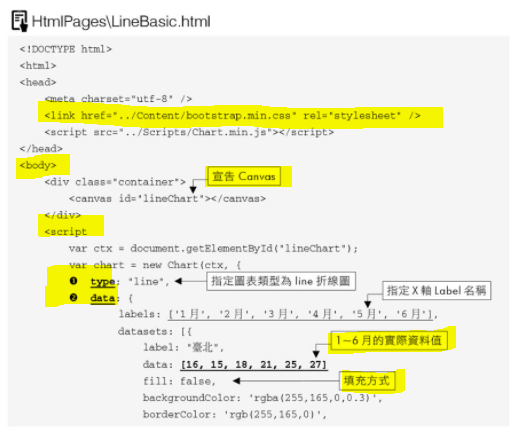 HtmlPages\LineBasic.html
<!DOCTYPE html>
<html>
<head>
<meta charset="utf-8" />
<link href="../Content/bootstrap.min.css" rel="stylesheet" />
<script src="../Scripts/Chart.min.js"></script>
</head>
<body>
<div class="container"> 宣告 Canvas
<canvas id="lineChart"></canvas>
</div>
<script
var ctx = document.getElementById("lineChart");
var chart = new Chart(ctx, {
❶ type: "line", 指定圖表類型為 line 折線圖
❷ data: { 指定 X 軸 Label 名稱
labels: ['1 月', '2 月', '3 月', '4 月', '5 月', '6 月'],
datasets: [{
label: "臺北", 1~6 月的實際資料值
data: [16, 15, 18, 21, 25, 27]
fill: false, 填充方式
backgroundColor: 'rgba(255,165,0,0.3)',
borderColor: 'rgb(255,165,0)',